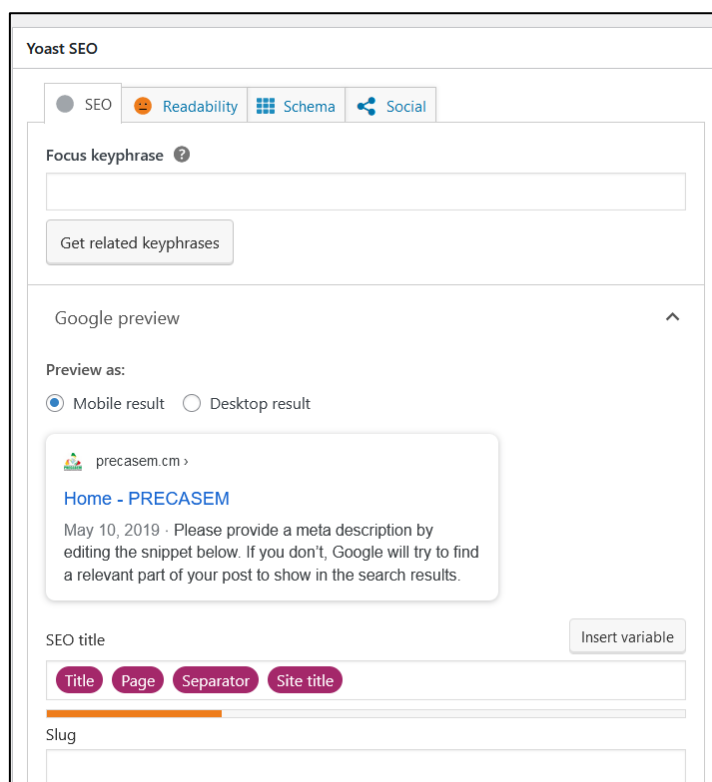 Yoast SEO
SEO
Readability
Schema
Social
Focus keyphrase
Get related keyphrases
Google preview
Preview as:
Mobile result
Desktop result
precasem.cm ›
Home - PRECASEM
May 10, 2019 · Please provide a meta description by
editing the snippet below. If you don't, Google will try to find
a relevant part of your post to show in the search results.
SEO title
Insert variable
Title Page Separator Site title
Slug